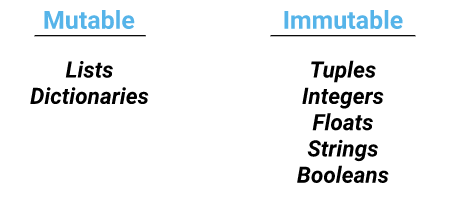 Mutable
Lists
Dictionaries
Immutable
Tuples
Integers
Floats
Strings
Booleans